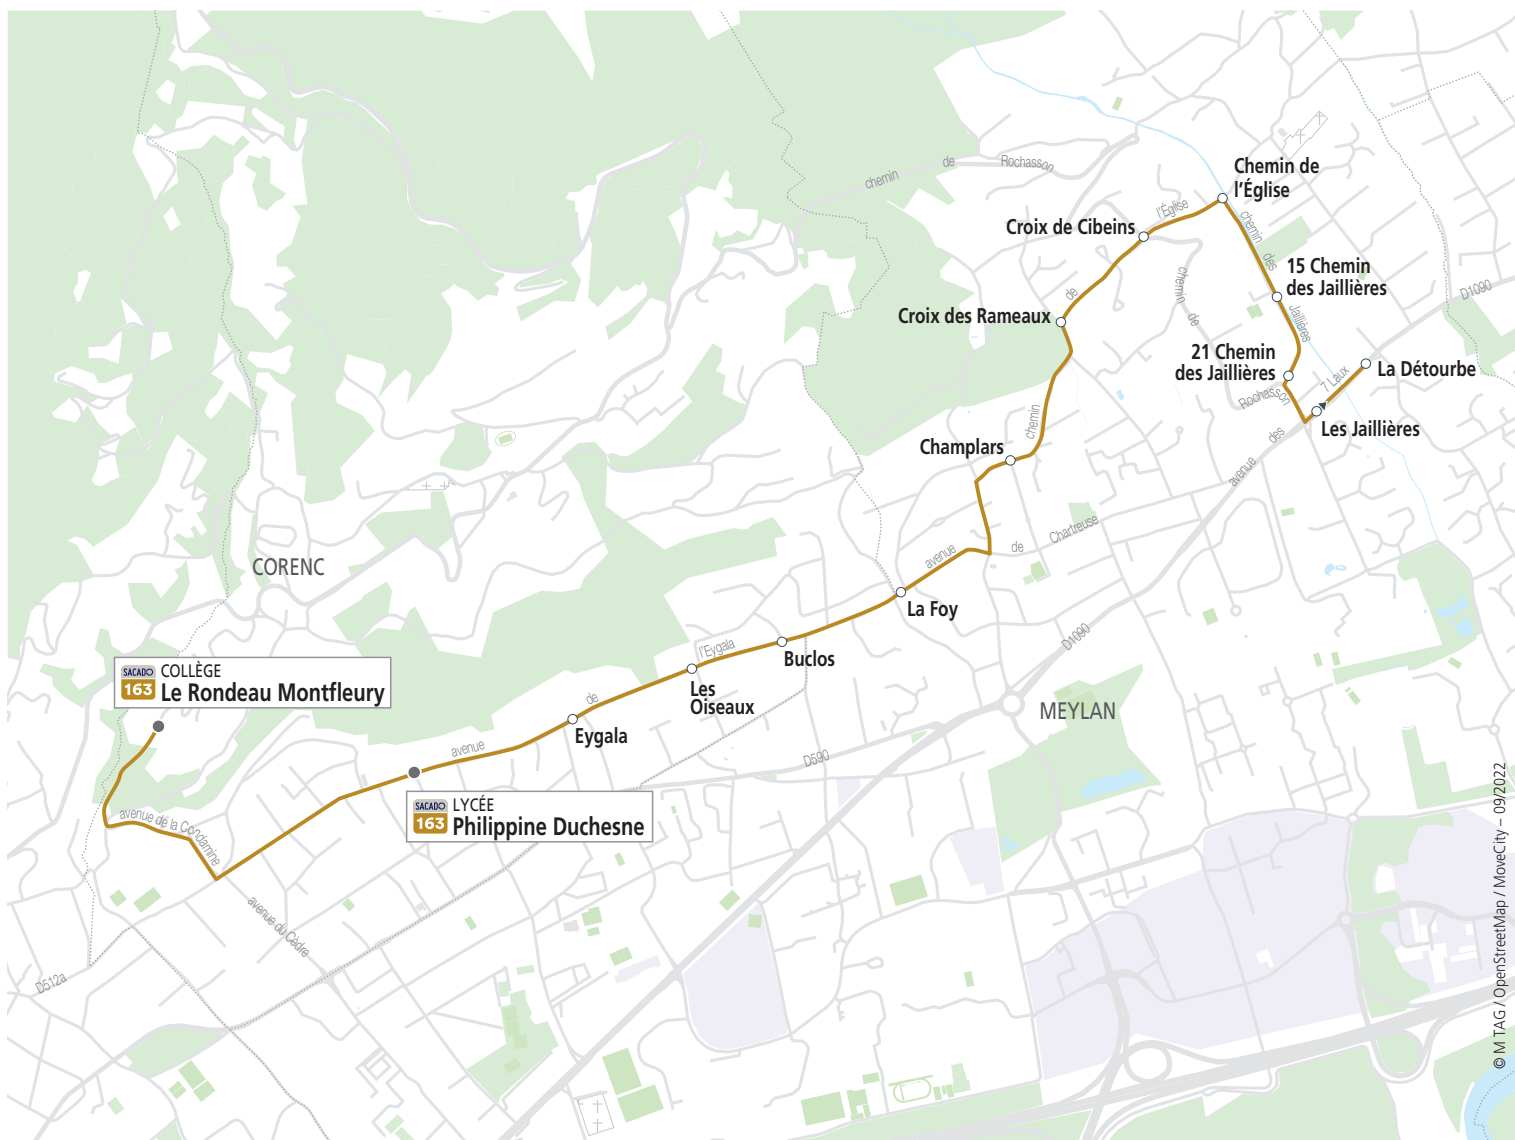 chemin
de
Rochasson
Chemin de
l'Église
l'Église
Croix de Cibeins
chemin
des
Jaillières
15 Chemin
des Jaillières
D1090
chemin
de
Rochasson
de
Croix des Rameaux
21 Chemin
des Jaillières
7 Laux
La Détourbe
Les Jaillières
des
avenue
chemin
Champlars
avenue
de
Chartreuse
CORENC
La Foy
D1090
l'Eygala
Buclos
SACADO
163
COLLÈGE
Le Rondeau Montfleury
Les
Oiseaux
de
MEYLAN
Eygala
avenue
D590
SACADO
163
LYCÉE
Philippine Duchesne
avenue de la Condamine
avenue du Cèdre
D512a
© M TAG / OpenStreetMap / MoveCity – 09/2022